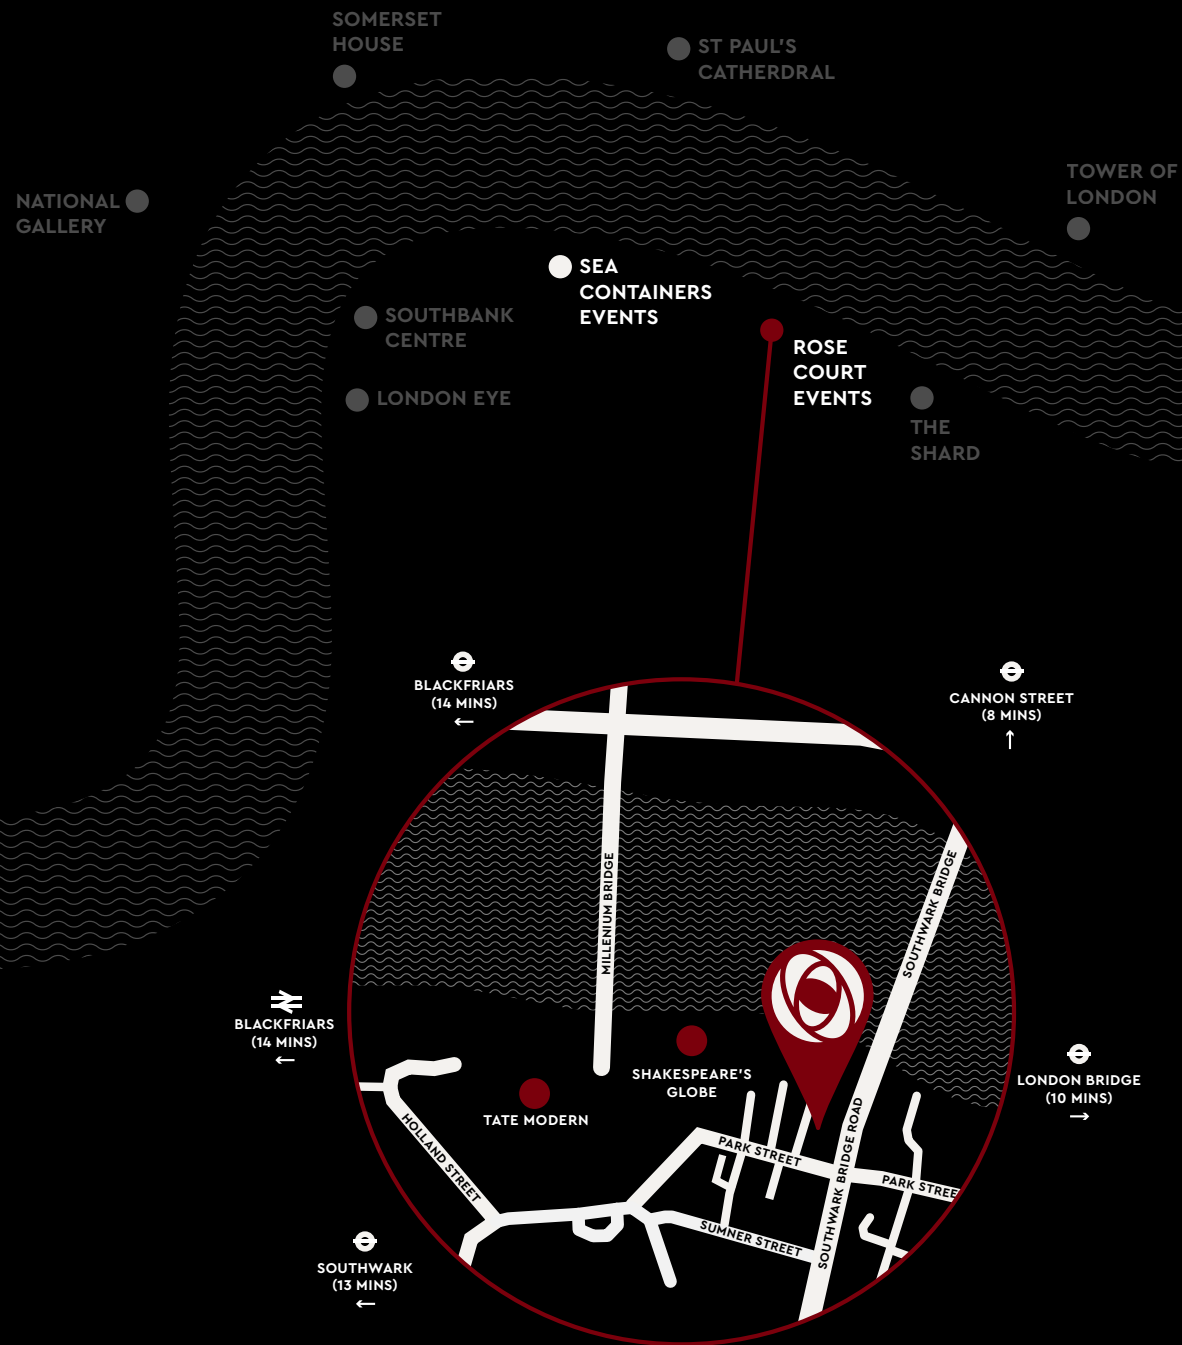 SOMERSET
HOUSE
ST PAUL'S
CATHERDRAL
TOWER OF
LONDON
NATIONAL
GALLERY
SEA
CONTAINERS
EVENTS
SOUTHBANK
CENTRE
ROSE
COURT
EVENTS
LONDON EYE
THE
SHARD
BLACKFRIARS
(14 MINS)
←
CANNON STREET
(8 MINS)
↑
MILLENIUM BRIDGE
SOUTHWARK BRIDGE
BLACKFRIARS
(14 MINS)
←
SHAKESPEARE'S
GLOBE
LONDON BRIDGE
(10 MINS)
→
TATE MODERN
HOLLAND STREET
PARK STREET
SOUTHWARK BRIDGE ROAD
PARK STREE
SUMNER STREET
SOUTHWARK
(13 MINS)
←